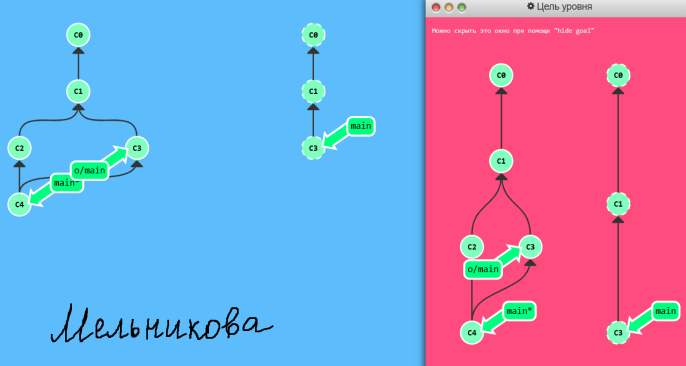 Цель уровня
Можно скрыть это окно при помощи "hide goal"
C0
C1
C2
C3
o/main
main*
C4
C0
C1
C3
main
C0
C1
C2
C3
o/main
main*
C4
C0
C1
C3
main
Мельникова